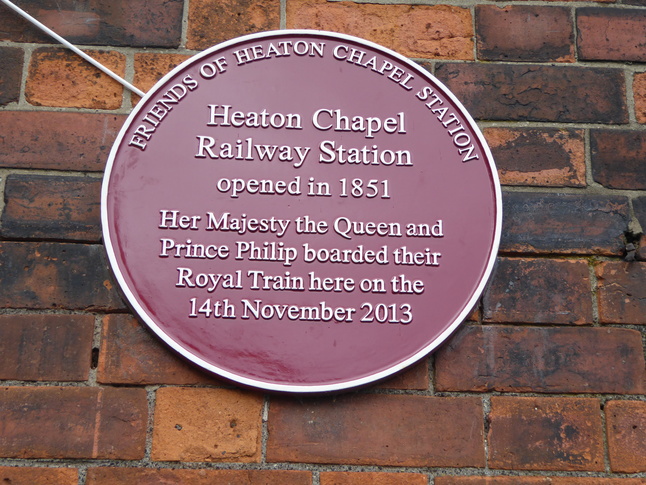 FRIENDS OF HEATON CHAPEL STATION
Heaton Chapel
Railway Station
opened in 1851
Her Majesty the Queen and
Prince Philip boarded their
Royal Train here on the
14th November 2013